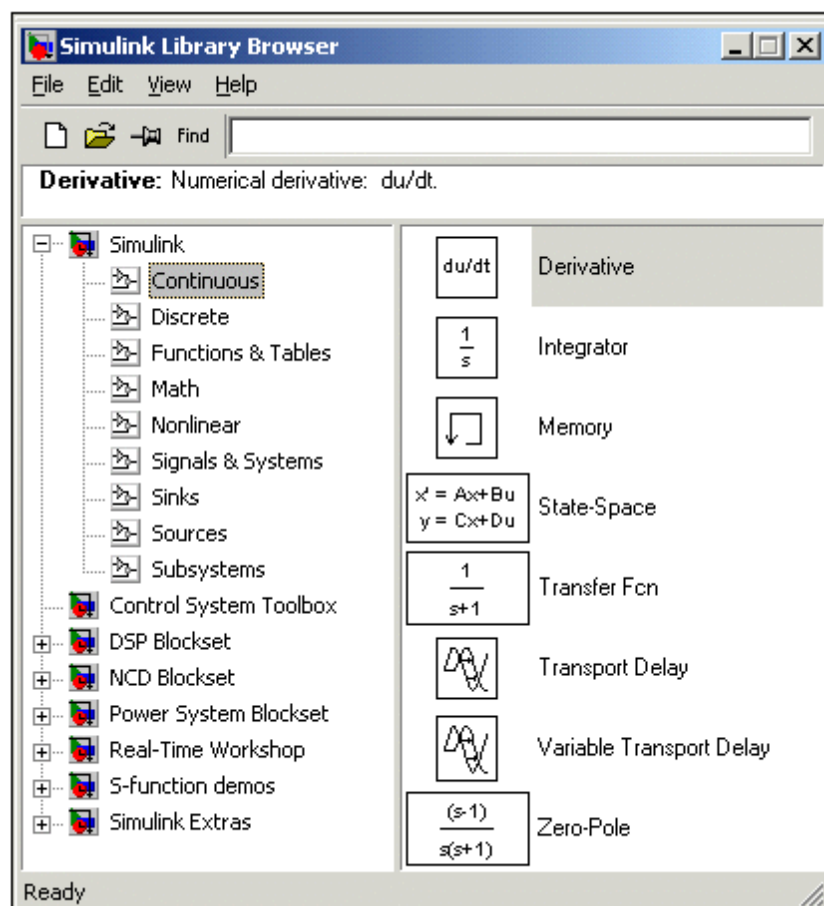 Simulink Library Browser
File Edit View Help
Find
Derivative: Numerical derivative: du/dt.
Simulink
Continuous
Discrete
Functions & Tables
Math
Nonlinear
Signals & Systems
Sinks
Sources
Subsystems
Control System Toolbox
DSP Blockset
NCD Blockset
Power System Blockset
Real-Time Workshop
S-function demos
Simulink Extras
du/dt Derivative
1
s
Integrator
Memory
x' = Ax+Bu
y = Cx+Du
State-Space
1
s+1
Transfer Fcn
Transport Delay
Variable Transport Delay
(s-1)
s(s+1)
Zero-Pole
Ready